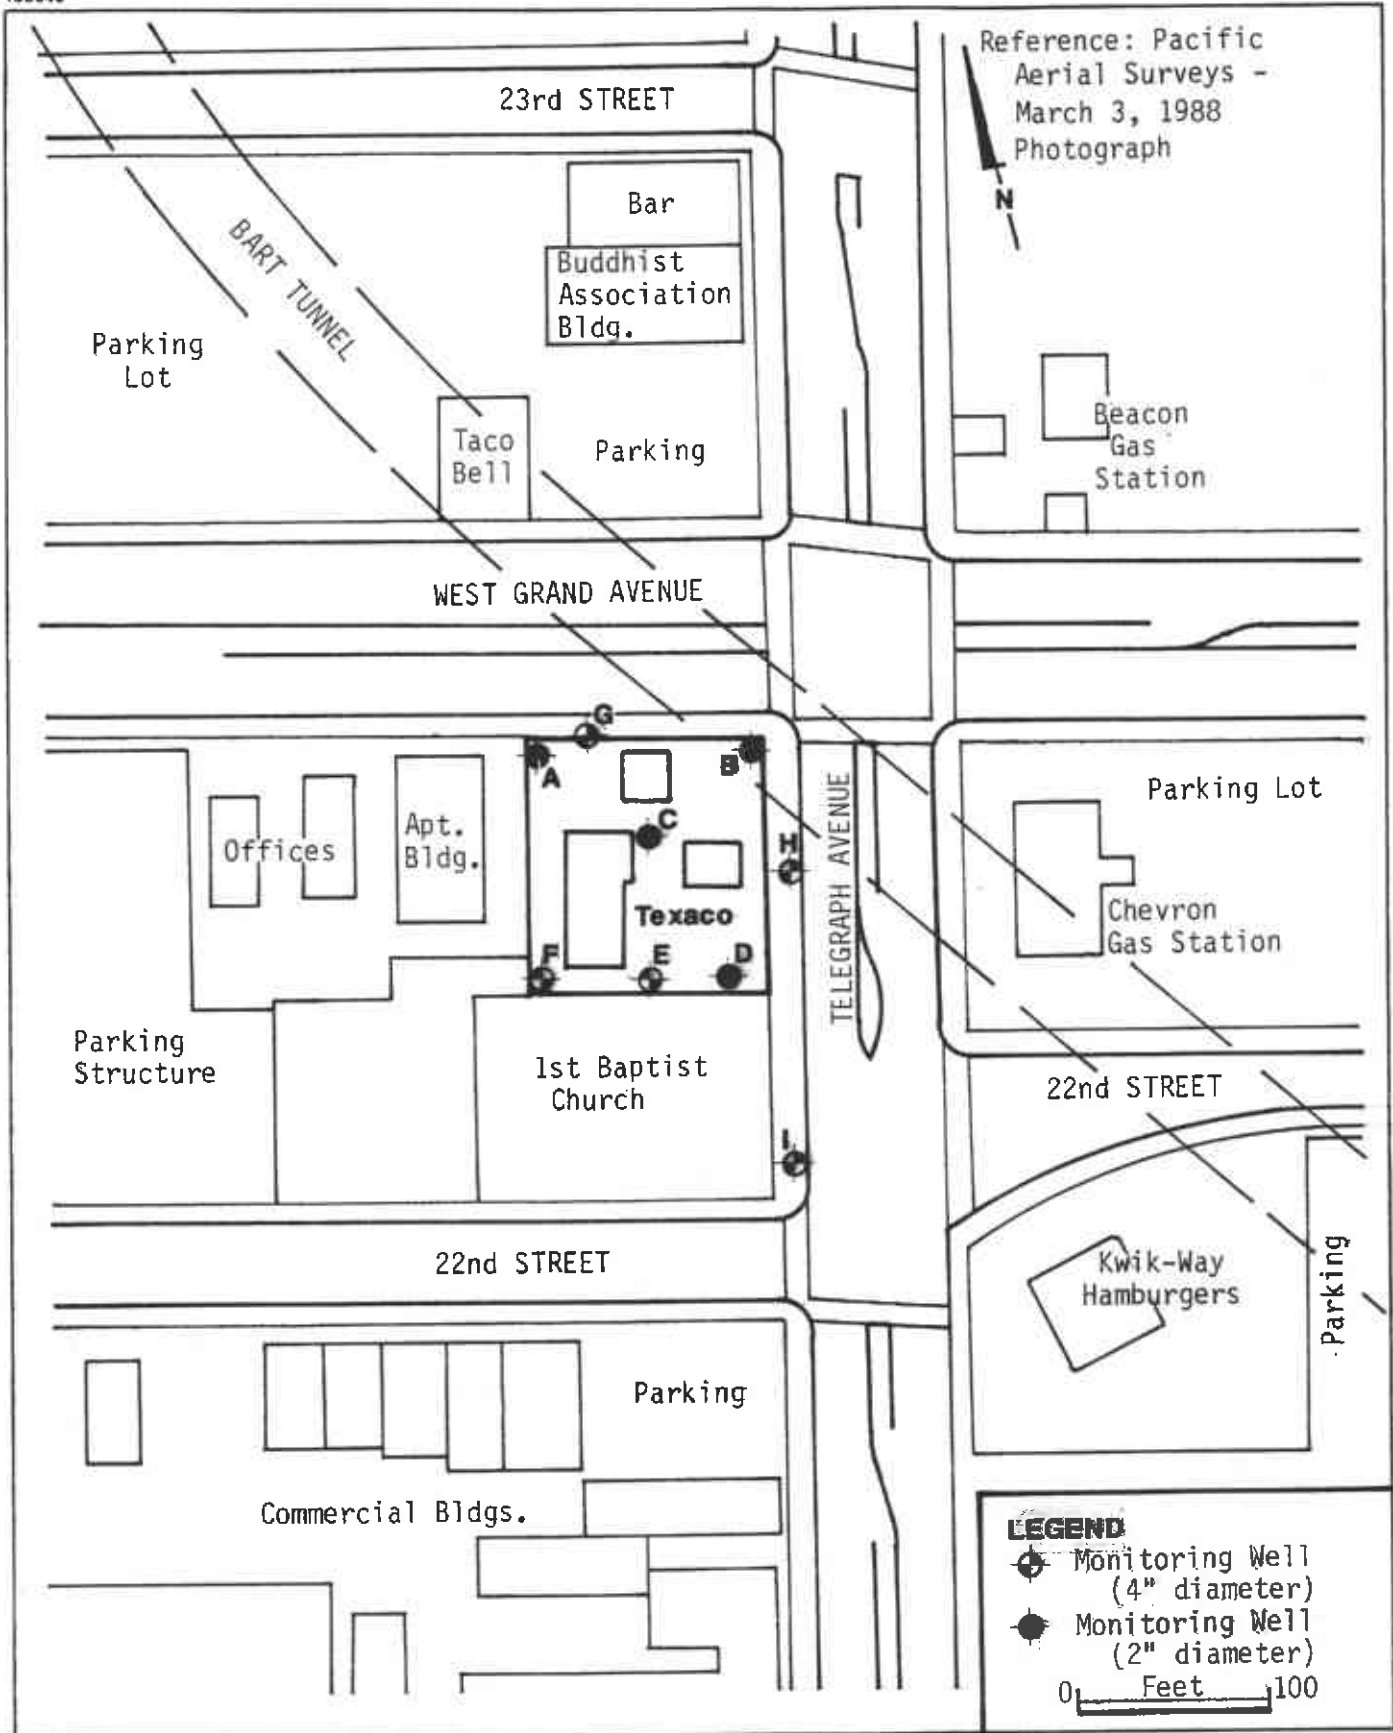 Reference: Pacific
Aerial Surveys -
March 3, 1988
Photograph
N
23rd STREET
Bar
Buddhist
Association
Bldg.
BART TUNNEL
Parking
Lot
Taco
Bell
Parking
Beacon
Gas
Station
WEST GRAND AVENUE
G
A
B
C
H
Offices
Apt.
Bldg.
Texaco
F
E
D
TELEGRAPH AVENUE
Parking Lot
Chevron
Gas Station
Parking
Structure
1st Baptist
Church
I
22nd STREET
22nd STREET
Kwik-Way
Hamburgers
Parking
Parking
Commercial Bldgs.
LEGEND
Monitoring Well
(4" diameter)
Monitoring Well
(2" diameter)
0 Feet 100